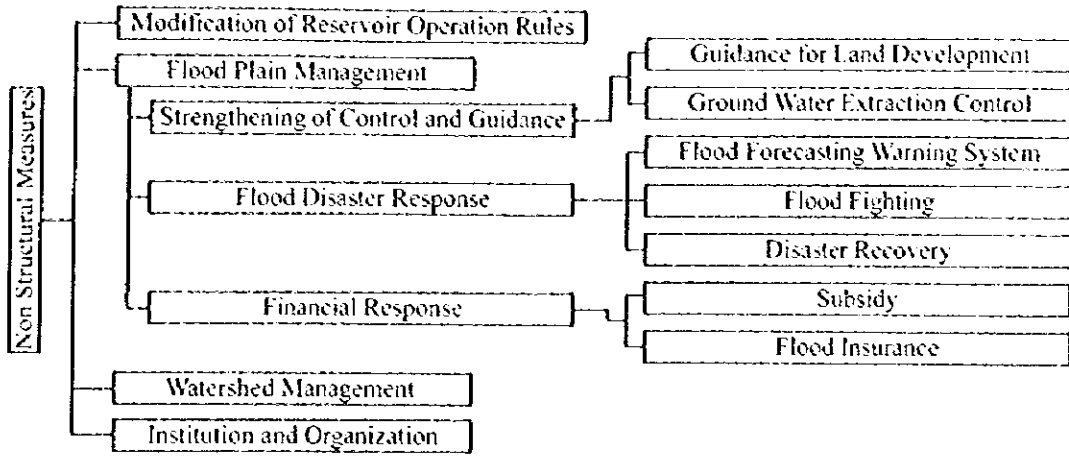 Non Structural Measures
Modification of Reservoir Operation Rules
Flood Plain Management
Strengthening of Control and Guidance
Guidance for Land Development
Ground Water Extraction Control
Flood Disaster Response
Flood Forecasting Warning System
Flood Fighting
Disaster Recovery
Financial Response
Subsidy
Flood Insurance
Watershed Management
Institution and Organization